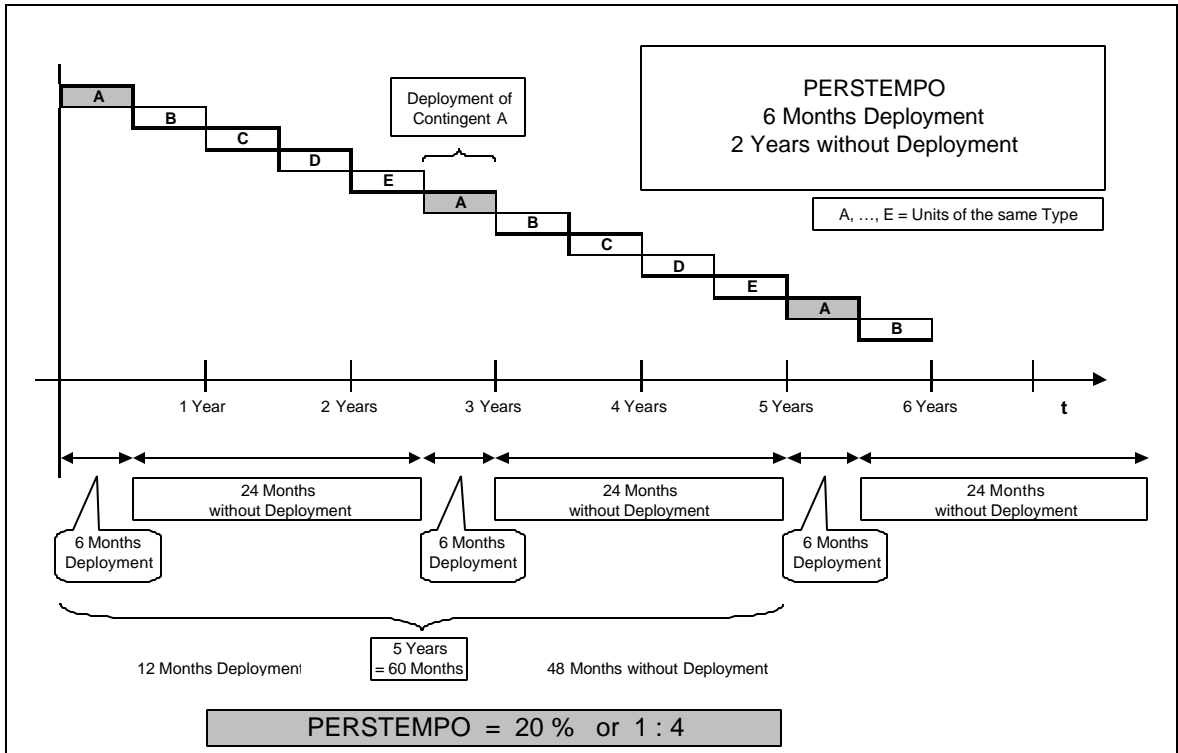 PERSTEMPO
6 Months Deployment
2 Years without Deployment
A, …, E = Units of the same Type
Deployment of
Contingent A
A
B
C
D
E
A
B
C
D
E
A
B
1 Year
2 Years
3 Years
4 Years
5 Years
6 Years
t
24 Months
without Deployment
24 Months
without Deployment
24 Months
without Deployment
6 Months
Deployment
6 Months
Deployment
6 Months
Deployment
5 Years
= 60 Months
12 Months Deployment
48 Months without Deployment
PERSTEMPO = 20 % or 1 : 4